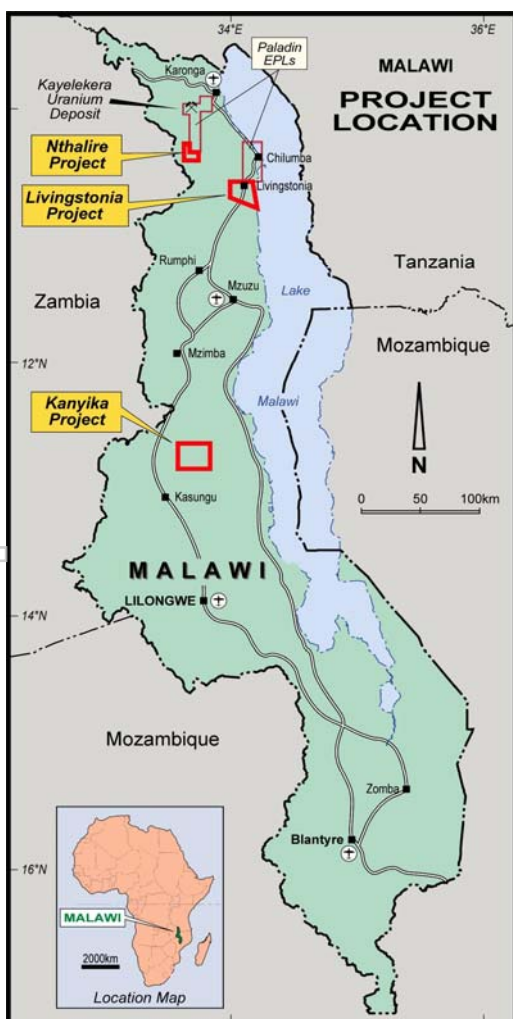 34°E
36°E
MALAWI
PROJECT
LOCATION
Paladin
EPLs
Karonga
Kayelekera
Uranium
Deposit
Nthalire
Project
Chilumba
Livingstonia
Livingstonia
Project
Rumphi
Mzuzu
Zambia
Lake
Tanzania
Mozambique
12°N
Mzimba
Malawi
Kanyika
Project
N
0 50 100km
Kasungu
MALAWI
LILONGWE
14°N
Mozambique
Zomba
Blantyre
16°N
MALAWI
2000km
Location Map